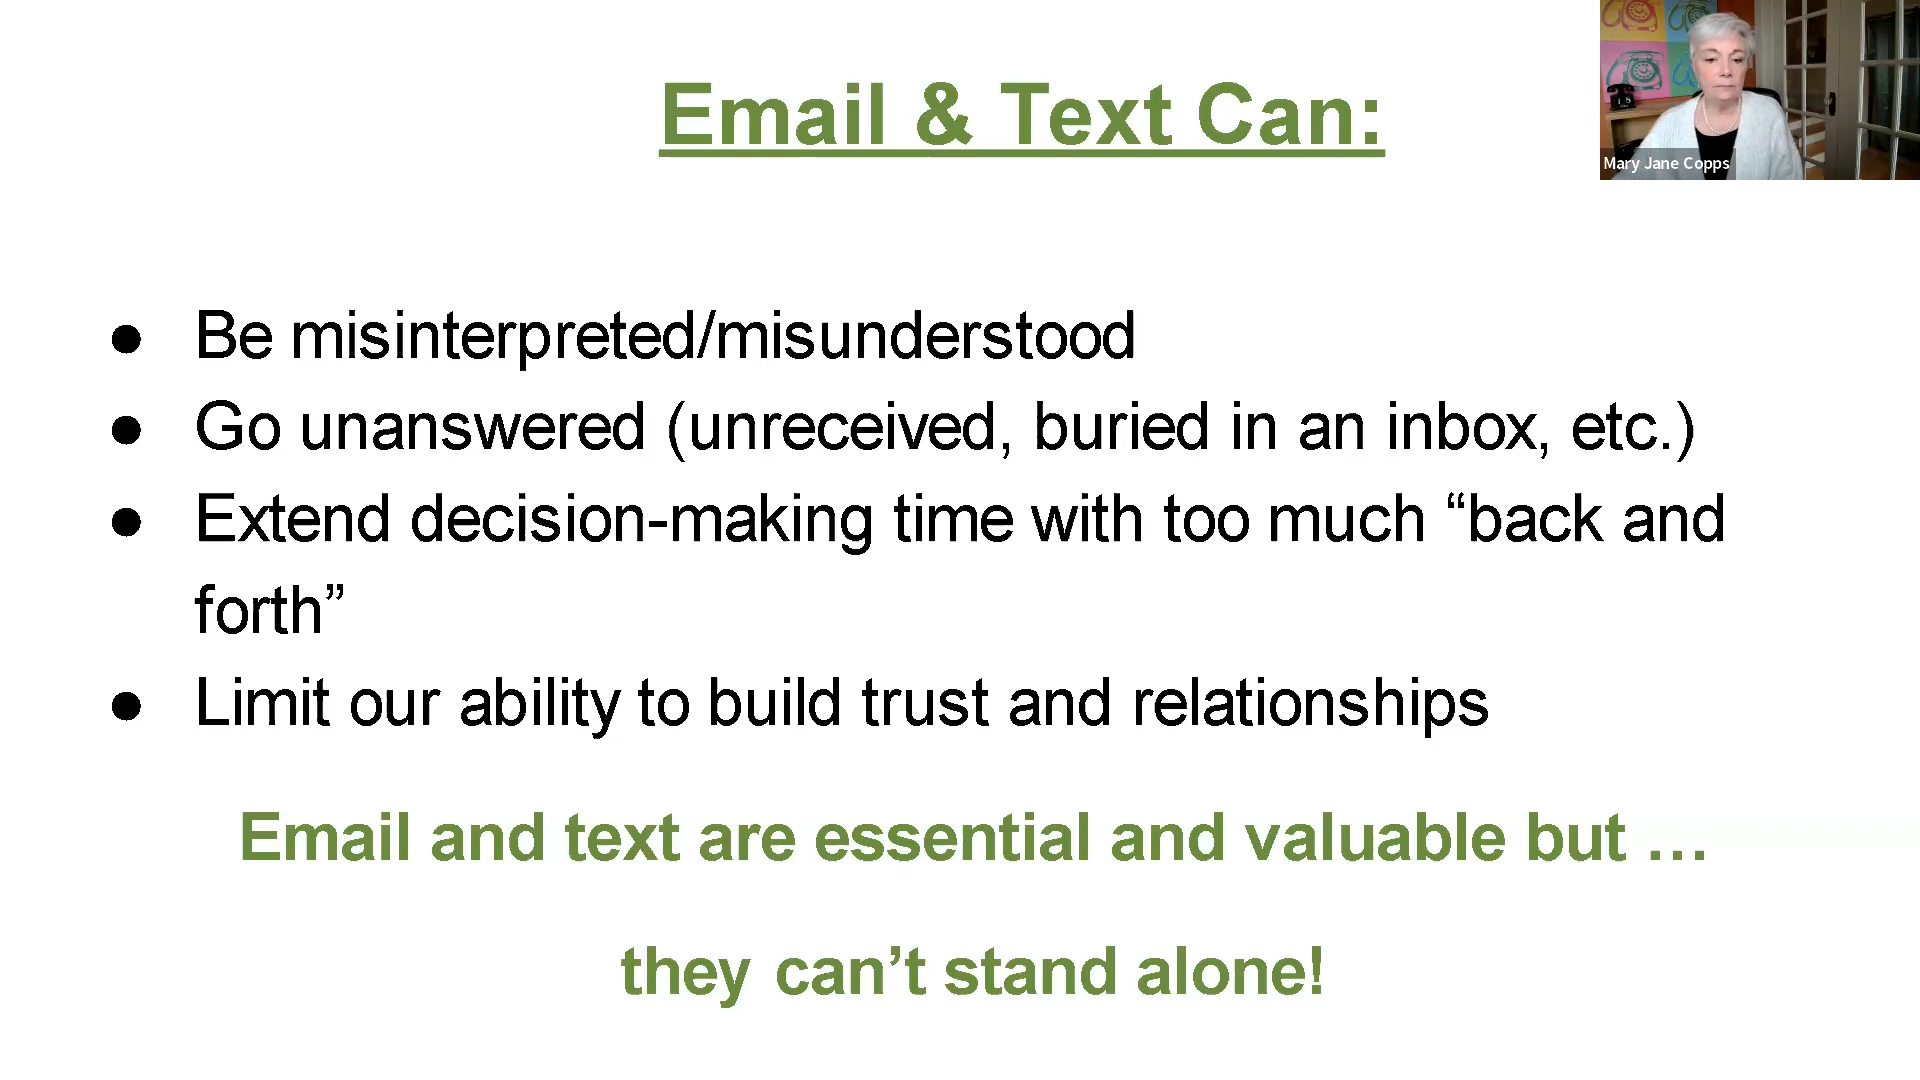 Email & Text Can:
Mary Jane Copps
● Be misinterpreted/misunderstood
● Go unanswered (unreceived, buried in an inbox, etc.)
● Extend decision-making time with too much “back and
forth”
● Limit our ability to build trust and relationships
Email and text are essential and valuable but …
they can’t stand alone!